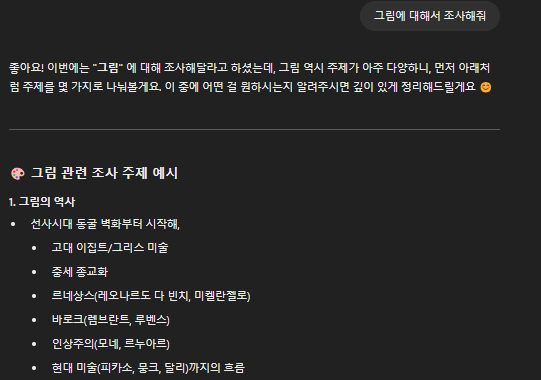 그림에 대해서 조사해줘
좋아요! 이번에는 "그림" 에 대해 조사해달라고 하셨는데, 그림 역시 주제가 아주 다양하니, 먼저 아래처
럼 주제를 몇 가지로 나눠볼게요. 이 중에 어떤 걸 원하시는지 알려주시면 깊이 있게 정리해드릴게요 😊
🎨 그림 관련 조사 주제 예시
1. 그림의 역사
• 선사시대 동굴 벽화부터 시작해,
• 고대 이집트/그리스 미술
• 중세 종교화
• 르네상스(레오나르도 다 빈치, 미켈란젤로)
• 바로크(렘브란트, 루벤스)
• 인상주의(모네, 르누아르)
• 현대 미술(피카소, 뭉크, 달리)까지의 흐름